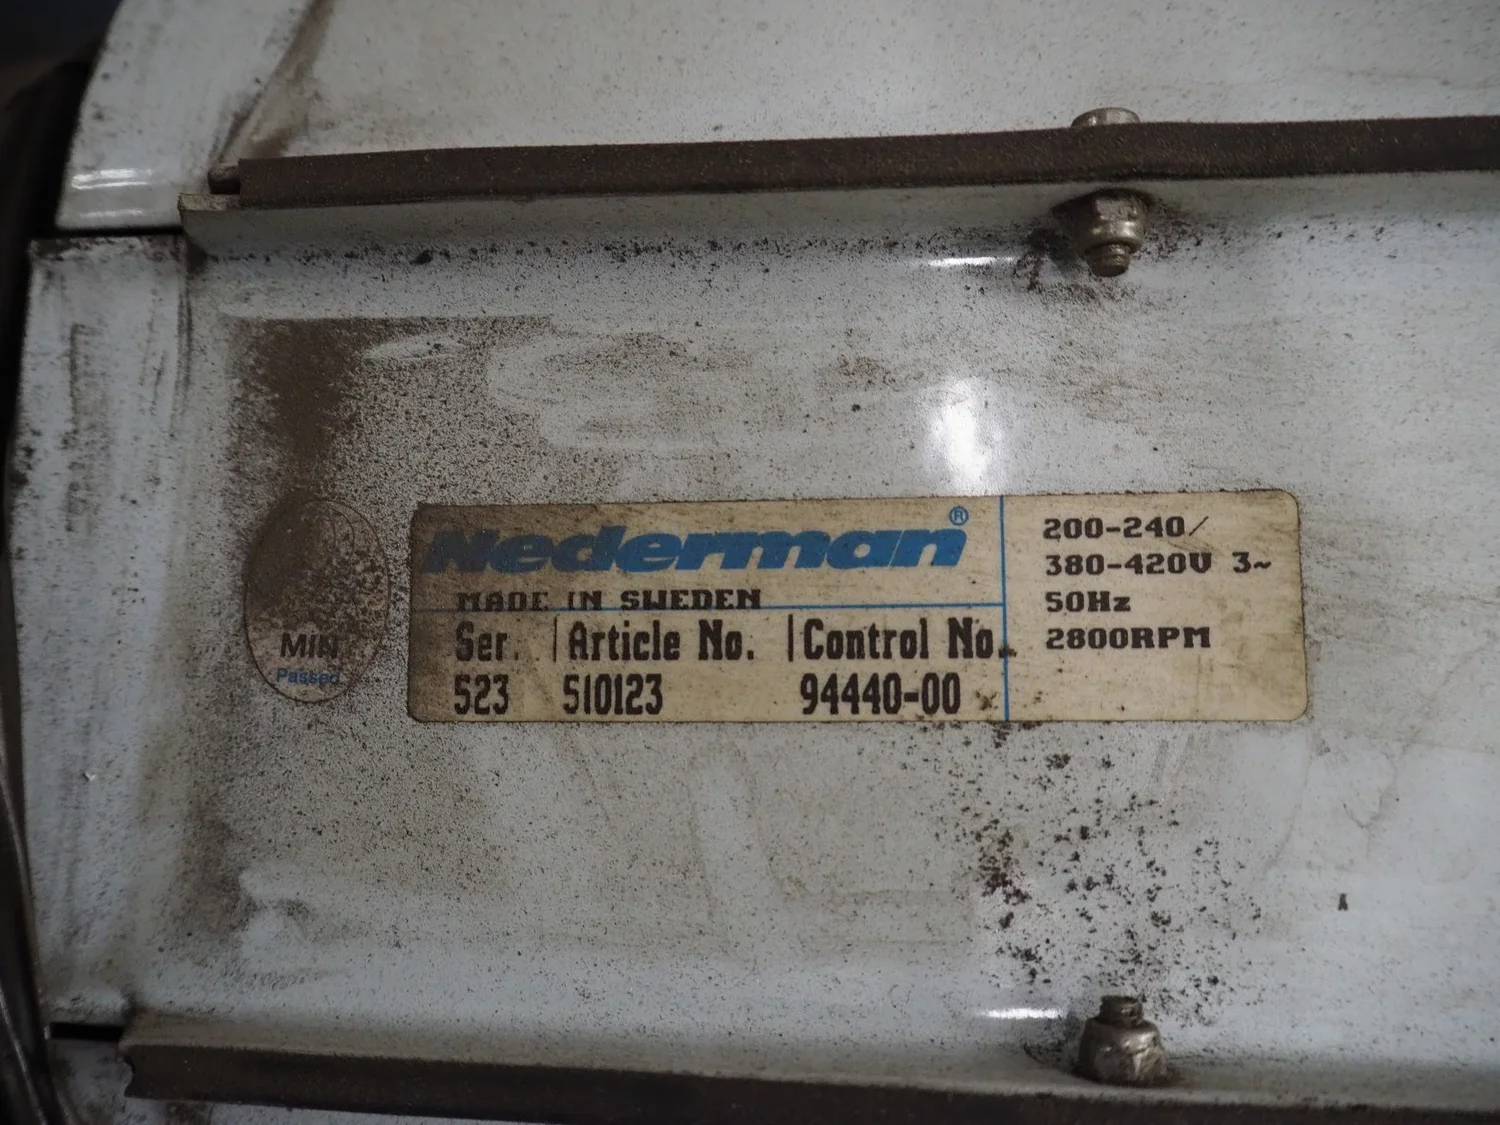 Nederman®
MADE IN SWEDEN
Ser. | Article No. | Control No.
523 510123 94440-00
200-240/
380-420V 3~
50Hz
2800RPM
MIN
Passed